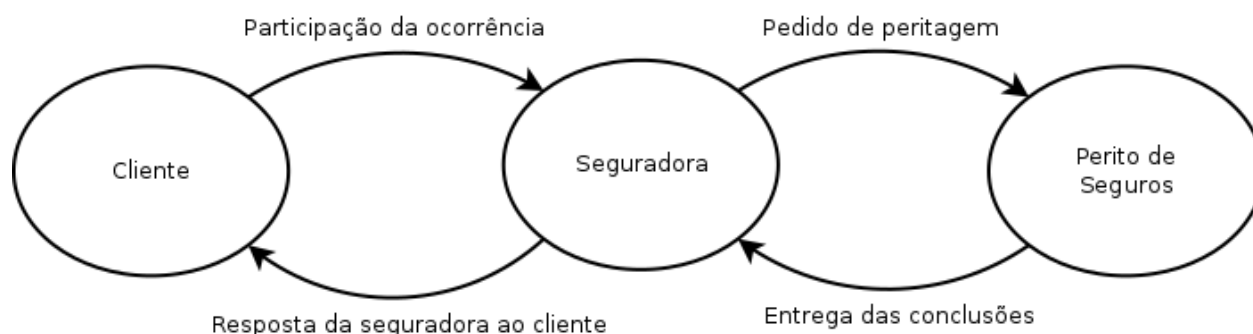 Participação da ocorrência
Pedido de peritagem
Cliente
Seguradora
Perito de
Seguros
Resposta da seguradora ao cliente
Entrega das conclusões